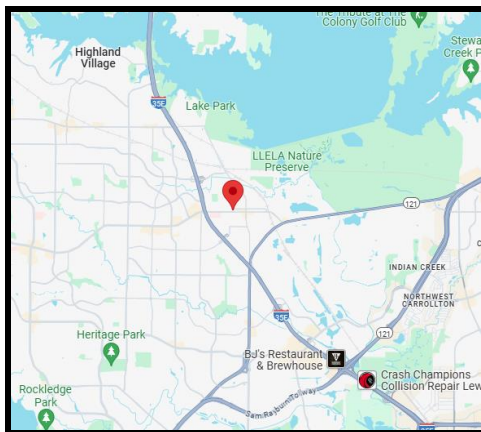 The Tribute at The
Colony Golf Club
Highland
Village
Stewa
Creek P
35E
Lake Park
LLELA Nature
Preserve
121
121
INDIAN CREEK
NORTHWEST
CARROLLTON
35E
121
Heritage Park
BJ's Restaurant
& Brewhouse
Crash Champions
Collision Repair Lew
Rockledge
Park
Sam Rayburn Tollway